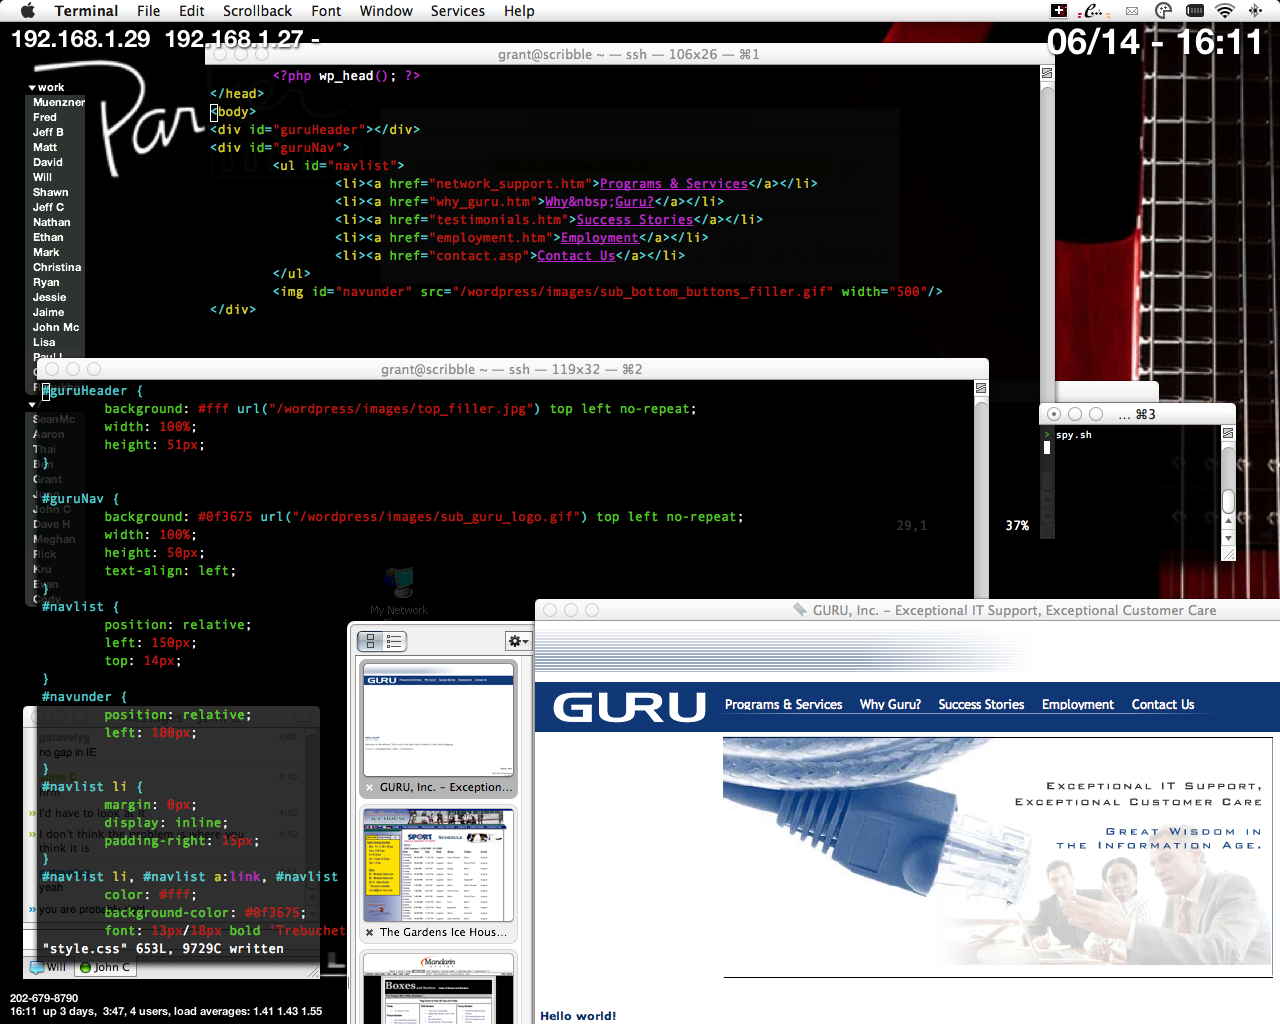 Terminal File Edit Scrollback Font Window Services Help
192.168.1.29 192.168.1.27 -
06/14 - 16:11
grant@scribble ~ — ssh — 106x26 — ⌘1
<?php wp_head(); ?>
</head>
<body>
<div id="guruHeader"></div>
<div id="guruNav">
<ul id="navlist">
<li><a href="network_support.htm">Programs & Services</a></li>
<li><a href="why_guru.htm">Why&nbsp;Guru?</a></li>
<li><a href="testimonials.htm">Success Stories</a></li>
<li><a href="employment.htm">Employment</a></li>
<li><a href="contact.asp">Contact Us</a></li>
</ul>
<img id="navunder" src="/wordpress/images/sub_bottom_buttons_filler.gif" width="500"/>
</div>
29,1 37%
work
Muenzner
Fred
Jeff B
Matt
David
Will
Shawn
Jeff C
Nathan
Ethan
Mark
Christina
Ryan
Jessie
Jaime
John Mc
Lisa
SeanMc
Aaron
Thai
Ben
Grant
John C
Dave H
Meghan
Rick
Kru
Evan
Cody
grant@scribble ~ — ssh — 119x32 — ⌘2
#guruHeader {
background: #fff url("/wordpress/images/top_filler.jpg") top left no-repeat;
width: 100%;
height: 51px;
}
#guruNav {
background: #0f3675 url("/wordpress/images/sub_guru_logo.gif") top left no-repeat;
width: 100%;
height: 50px;
text-align: left;
}
#navlist {
position: relative;
left: 150px;
top: 14px;
}
#navunder {
position: relative;
left: 180px;
}
#navlist li {
margin: 0px;
display: inline;
padding-right: 15px;
}
#navlist li, #navlist a:link, #navlist
color: #fff;
background-color: #0f3675;
font: 13px/18px bold 'Trebuchet
"style.css" 653L, 9729C written
... ⌘3
> spy.sh
My Network
4:09
no gap in IE
John C 4:10
I'd have to look at it 4:10
I don't think the problem is where you 4:10
think it is
yeah
Will John C
GURU, Inc. – Exceptional IT Support, Exceptional Customer Care
GURU
Programs & Services Why Guru? Success Stories Employment Contact Us
Exceptional IT Support,
Exceptional Customer Care
Great Wisdom in
the Information Age.
Hello world!
GURU, Inc. – Exception...
SPORT SCHEDULE
The Gardens Ice Hous...
Mandarin
Boxes
202-679-8790
16:11 up 3 days, 3:47, 4 users, load averages: 1.41 1.43 1.55